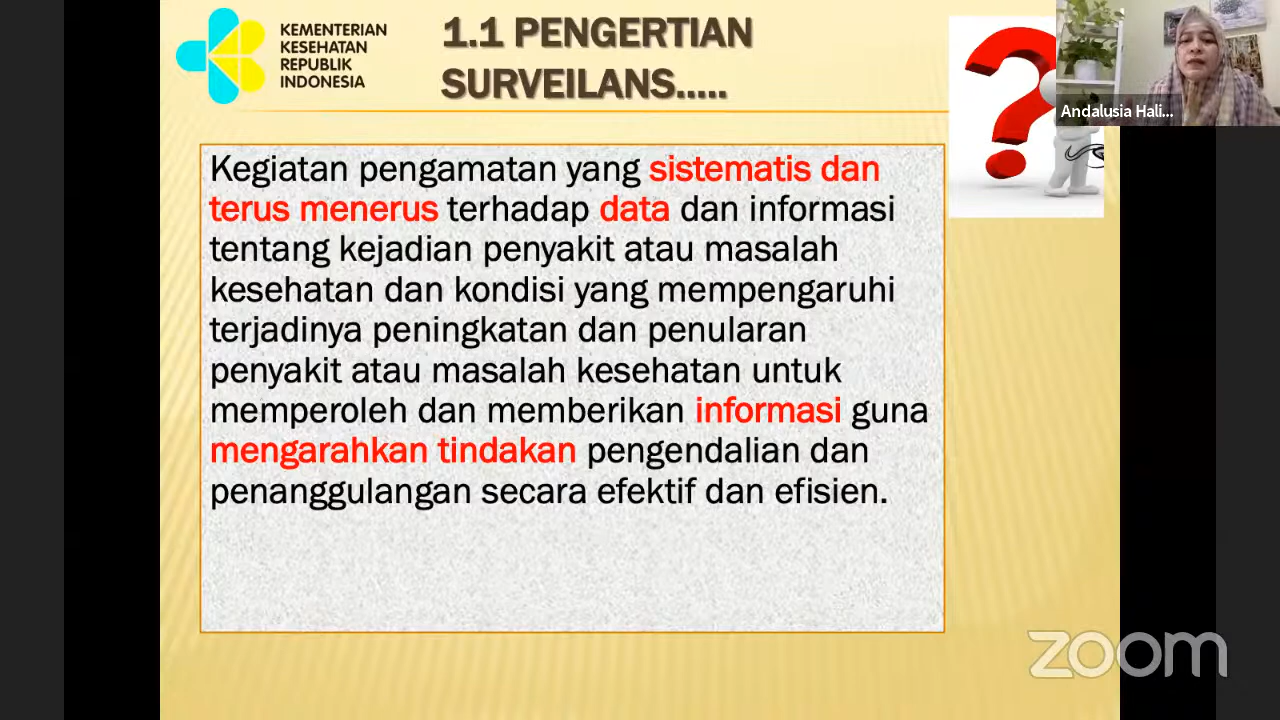 KEMENTERIAN
KESEHATAN
REPUBLIK
INDONESIA
1.1 PENGERTIAN
SURVEILANS.....
Andalusia Hali...
Kegiatan pengamatan yang sistematis dan
terus menerus terhadap data dan informasi
tentang kejadian penyakit atau masalah
kesehatan dan kondisi yang mempengaruhi
terjadinya peningkatan dan penularan
penyakit atau masalah kesehatan untuk
memperoleh dan memberikan informasi guna
mengarahkan tindakan pengendalian dan
penanggulangan secara efektif dan efisien.
zoom